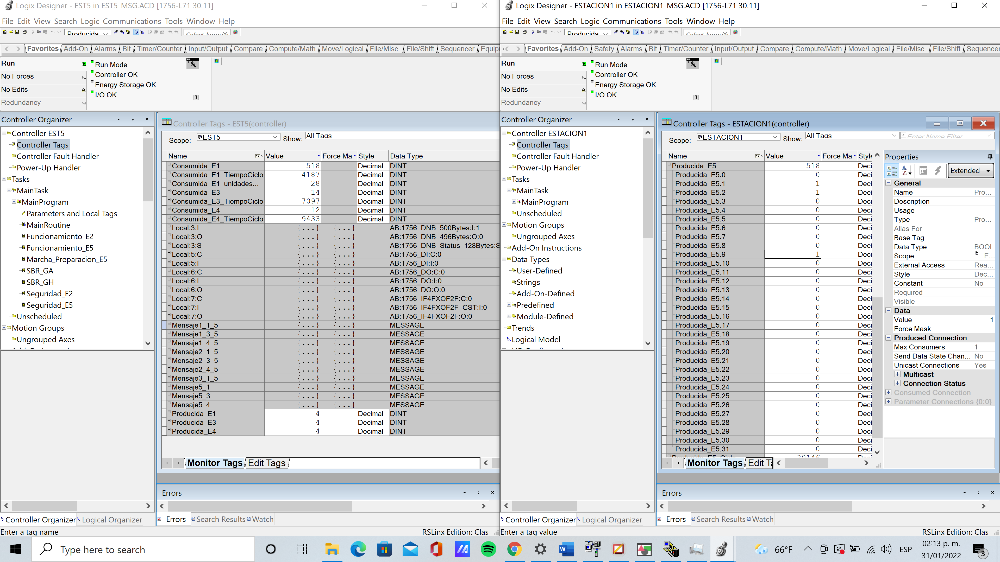 Logix Designer - EST5 in EST5_MSG.ACD [1756-L71 30.11]
File Edit View Search Logic Communications Tools Window Help
Producida
Select langu
Favorites Add-On Alarms Bit Timer/Counter Input/Output Compare Compute/Math Move/Logical File/Misc. File/Shift Sequencer Equip
Run
No Forces
No Edits
Redundancy
RUN
Run Mode
Controller OK
Energy Storage OK
I/O OK
Controller Organizer
Controller EST5
Controller Tags
Controller Fault Handler
Power-Up Handler
Tasks
MainTask
MainProgram
Parameters and Local Tags
MainRoutine
Funcionamiento_E2
Funcionamiento_E5
Marcha_Preparacion_E5
SBR_GA
SBR_GH
Seguridad_E2
Seguridad_E5
Unscheduled
Motion Groups
Ungrouped Axes
Controller Tags - EST5(controller)
Scope: EST5 Show: All Tags
Name Value Force Ma Style Data Type
Consumida_E1 518 Decimal DINT
Consumida_E1_TiempoCiclo 4187 Decimal DINT
Consumida_E1_unidades... 28 Decimal DINT
Consumida_E3 14 Decimal DINT
Consumida_E3_TiempoCiclo 7097 Decimal DINT
Consumida_E4 12 Decimal DINT
Consumida_E4_TiempoCiclo 9433 Decimal DINT
Local:3:I {...} {...} AB:1756_DNB_500Bytes:I:1
Local:3:O {...} {...} AB:1756_DNB_496Bytes:O:0
Local:3:S {...} {...} AB:1756_DNB_Status_128Bytes:S
Local:5:C {...} {...} AB:1756_DI:C:0
Local:5:I {...} {...} AB:1756_DI:I:0
Local:6:C {...} {...} AB:1756_DO:C:0
Local:6:I {...} {...} AB:1756_DO:I:0
Local:6:O {...} {...} AB:1756_DO:O:0
Local:7:C {...} {...} AB:1756_IF4FXOF2F:C:0
Local:7:I {...} {...} AB:1756_IF4FXOF2F_CST:I:0
Local:7:O {...} {...} AB:1756_IF4FXOF2F:O:0
Mensaje1_1_5 {...} {...} MESSAGE
Mensaje1_3_5 {...} {...} MESSAGE
Mensaje1_4_5 {...} {...} MESSAGE
Mensaje2_1_5 {...} {...} MESSAGE
Mensaje2_3_5 {...} {...} MESSAGE
Mensaje2_4_5 {...} {...} MESSAGE
Mensaje3_1_5 {...} {...} MESSAGE
Mensaje5_1 {...} {...} MESSAGE
Mensaje5_3 {...} {...} MESSAGE
Mensaje5_4 {...} {...} MESSAGE
Producida_E1 4 Decimal DINT
Producida_E3 4 Decimal DINT
Producida_E4 4 Decimal DINT
Monitor Tags Edit Tags
Errors
Controller Organizer Logical Organizer
Errors Search Results Watch
Enter a tag name
RSLinx Edition: Clas
Logix Designer - ESTACION1 in ESTACION1_MSG.ACD [1756-L71 30.11]
File Edit View Search Logic Communications Tools Window Help
Producida
Select langu
Favorites Add-On Safety Alarms Bit Timer/Counter Input/Output Compare Compute/Math Move/Logical File/Misc. File/Shift Sequencer
Run
No Forces
No Edits
Redundancy
RUN
Run Mode
Controller OK
Energy Storage OK
I/O OK
Controller Organizer
Controller ESTACION1
Controller Tags
Controller Fault Handler
Power-Up Handler
Tasks
MainTask
MainProgram
Unscheduled
Motion Groups
Ungrouped Axes
Add-On Instructions
Data Types
User-Defined
Strings
Add-On-Defined
Predefined
Module-Defined
Trends
Logical Model
Controller Tags - ESTACION1(controller)
Scope: ESTACION1 Show: All Tags Enter Name Filter
Name Value Force Ma Style
Producida_E5 518 Deci
Producida_E5.0 0 Deci
Producida_E5.1 1 Deci
Producida_E5.2 1 Deci
Producida_E5.3 0 Deci
Producida_E5.4 0 Deci
Producida_E5.5 0 Deci
Producida_E5.6 0 Deci
Producida_E5.7 0 Deci
Producida_E5.8 0 Deci
Producida_E5.9 1 Deci
Producida_E5.10 0 Deci
Producida_E5.11 0 Deci
Producida_E5.12 0 Deci
Producida_E5.13 0 Deci
Producida_E5.14 0 Deci
Producida_E5.15 0 Deci
Producida_E5.16 0 Deci
Producida_E5.17 0 Deci
Producida_E5.18 0 Deci
Producida_E5.19 0 Deci
Producida_E5.20 0 Deci
Producida_E5.21 0 Deci
Producida_E5.22 0 Deci
Producida_E5.23 0 Deci
Producida_E5.24 0 Deci
Producida_E5.25 0 Deci
Producida_E5.26 0 Deci
Producida_E5.27 0 Deci
Producida_E5.28 0 Deci
Producida_E5.29 0 Deci
Producida_E5.30 0 Deci
Producida_E5.31 0 Deci
Monitor Tags Edit Ta
Properties
Extended
General
Name Pro...
Description
Usage
Type Pro...
Alias For
Base Tag
Data Type BOOL
Scope E...
External Access Rea...
Style Dec...
Constant No
Required
Visible
Data
Value 1
Force Mask
Produced Connection
Max Consumers 1
Send Data State Chan... No
Unicast Connections Yes
Multicast
Connection Status
Consumed Connection
Parameter Connections {0:0}
Errors
Controller Organizer Logical Organizer
Errors Search Results Watch
Enter a tag value
RSLinx Edition: Clas
Type here to search
66°F
ESP
02:13 p. m.
31/01/2022
3